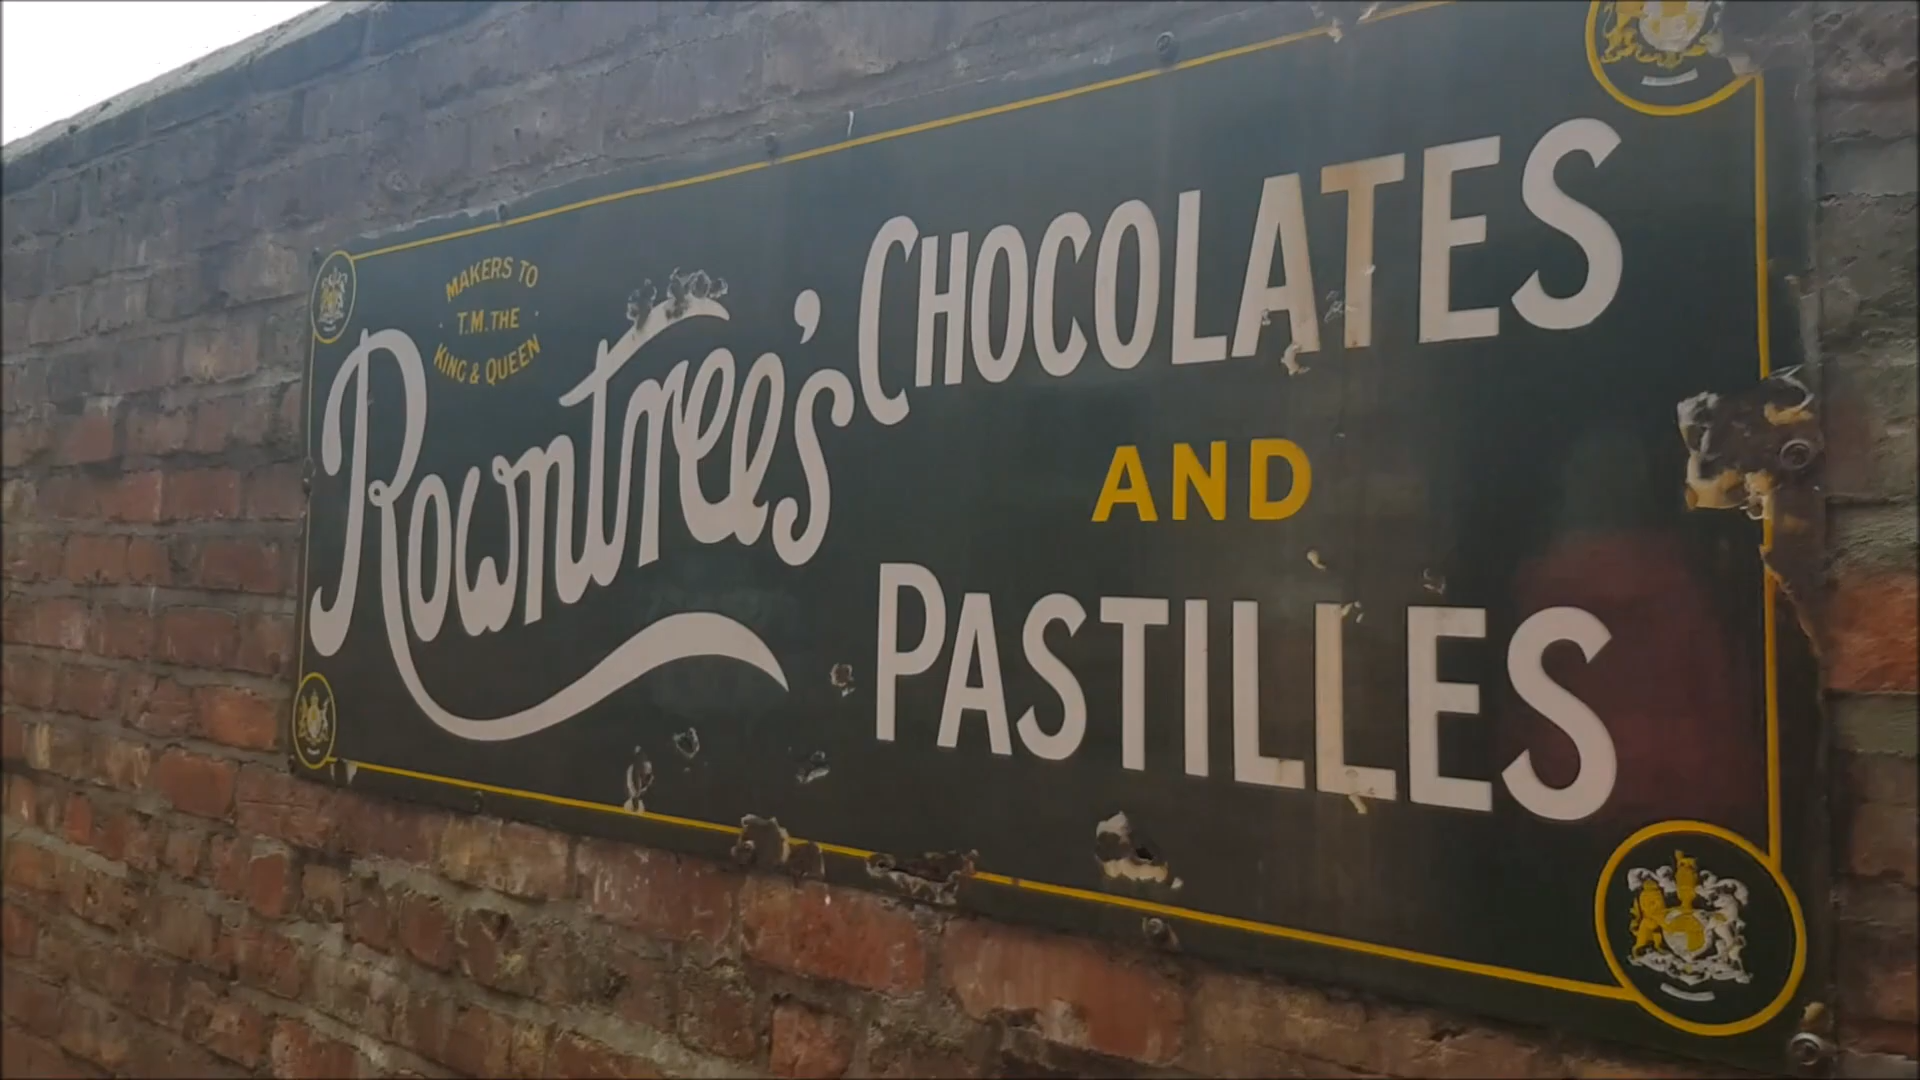 MAKERS TO
· T.M. THE ·
KING & QUEEN
Rowntree's
CHOCOLATES
AND
PASTILLES